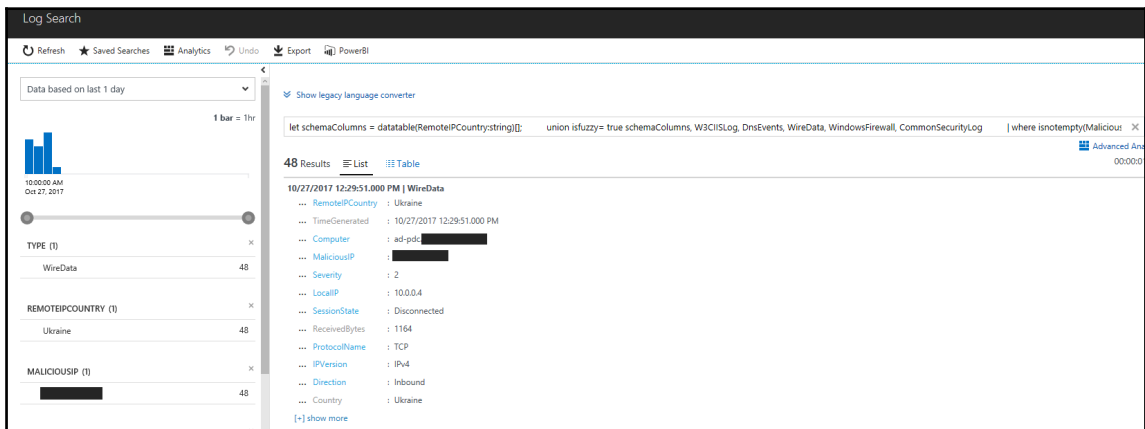 Log Search
Refresh Saved Searches Analytics Undo Export PowerBI
Data based on last 1 day
1 bar = 1hr
10:00:00 AM
Oct 27, 2017
TYPE (1)
WireData 48
REMOTEIPCOUNTRY (1)
Ukraine 48
MALICIOUSIP (1)
48
Show legacy language converter
let schemaColumns = datatable(RemoteIPCountry:string)[]; union isfuzzy= true schemaColumns, W3CIISLog, DnsEvents, WireData, WindowsFirewall, CommonSecurityLog | where isnotempty(Malicious
Advanced Ana
48 Results List Table
00:00:0
10/27/2017 12:29:51.000 PM | WireData
... RemoteIPCountry : Ukraine
... TimeGenerated : 10/27/2017 12:29:51.000 PM
... Computer : ad-pdc.
... MaliciousIP :
... Severity : 2
... LocalIP : 10.0.0.4
... SessionState : Disconnected
... ReceivedBytes : 1164
... ProtocolName : TCP
... IPVersion : IPv4
... Direction : Inbound
... Country : Ukraine
[+] show more